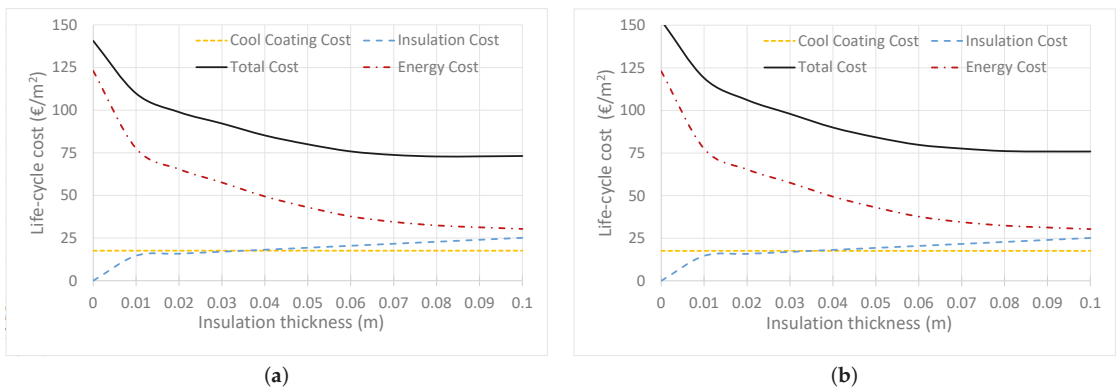 150
125
100
75
50
25
0
Life-cycle cost (€/m²)
Cool Coating Cost
Insulation Cost
Total Cost
Energy Cost
0 0.01 0.02 0.03 0.04 0.05 0.06 0.07 0.08 0.09 0.1
Insulation thickness (m)
(a)
150
125
100
75
50
25
0
Life-cycle cost (€/m²)
Cool Coating Cost
Insulation Cost
Total Cost
Energy Cost
0 0.01 0.02 0.03 0.04 0.05 0.06 0.07 0.08 0.09 0.1
Insulation thickness (m)
(b)